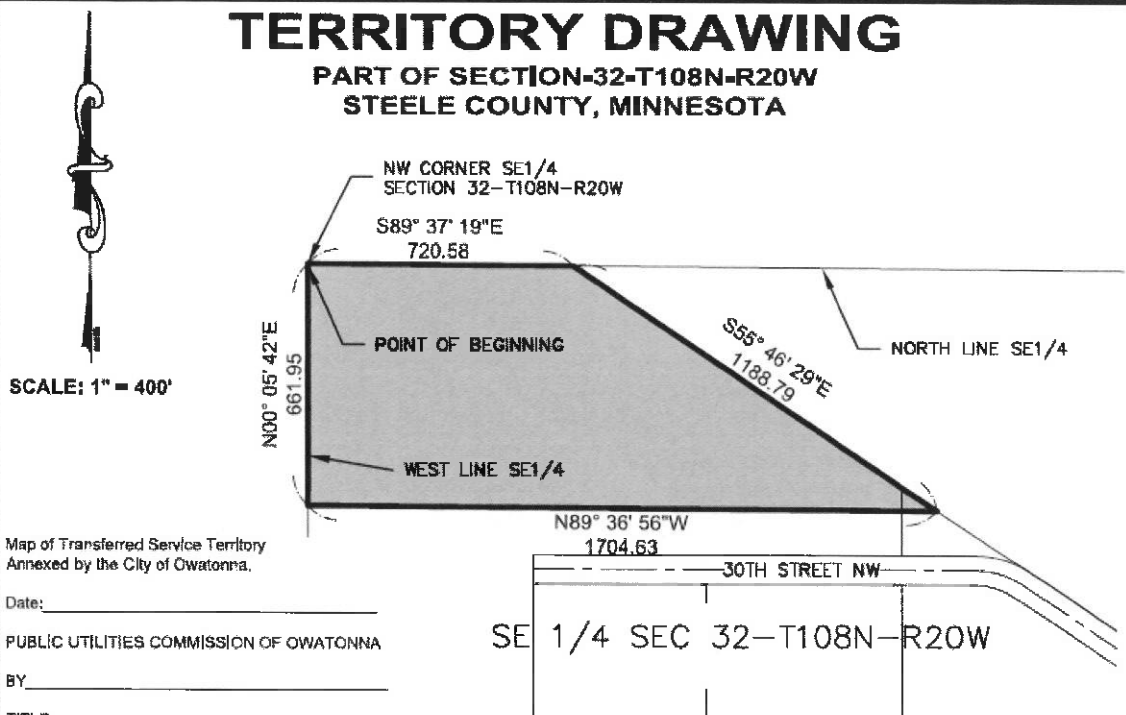 TERRITORY DRAWING
PART OF SECTION-32-T108N-R20W
STEELE COUNTY, MINNESOTA
NW CORNER SE1/4
SECTION 32-T108N-R20W
S89° 37' 19"E
720.58
POINT OF BEGINNING
S55° 46' 29"E
1188.79
NORTH LINE SE1/4
SCALE: 1" = 400'
N00° 05' 42"E
661.95
WEST LINE SE1/4
N89° 36' 56"W
1704.63
Map of Transferred Service Territory
Annexed by the City of Owatonna.
30TH STREET NW
Date:
PUBLIC UTILITIES COMMISSION OF OWATONNA
SE 1/4 SEC 32-T108N-R20W
BY